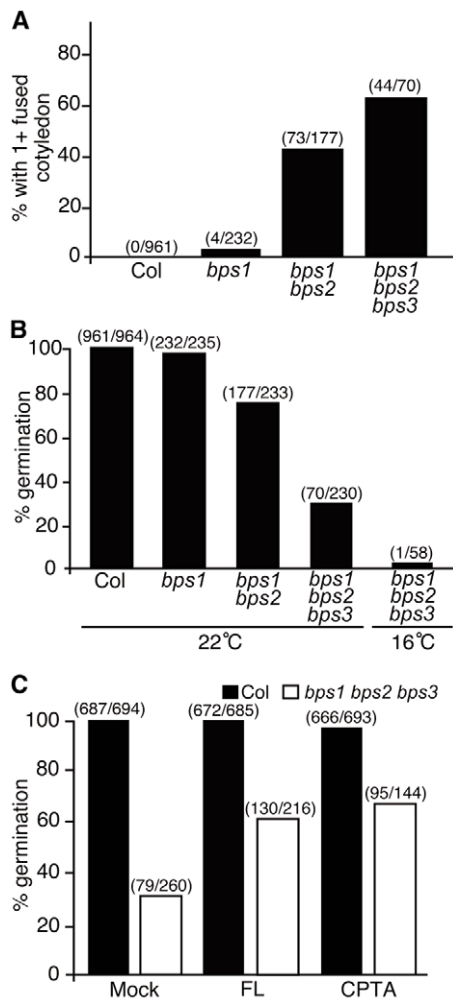 A
% with 1+ fused
cotyledon
80
60
40
20
0
(0/961)
(4/232)
(73/177)
(44/70)
Col
bps1
bps1
bps2
bps1
bps2
bps3
B
% germination
100
80
60
40
20
0
(961/964)
(232/235)
(177/233)
(70/230)
(1/58)
Col
bps1
bps1
bps2
bps1
bps2
bps3
bps1
bps2
bps3
22°C
16°C
C
Col
bps1 bps2 bps3
% germination
100
80
60
40
20
0
(687/694)
(672/685)
(666/693)
(79/260)
(130/216)
(95/144)
Mock
FL
CPTA